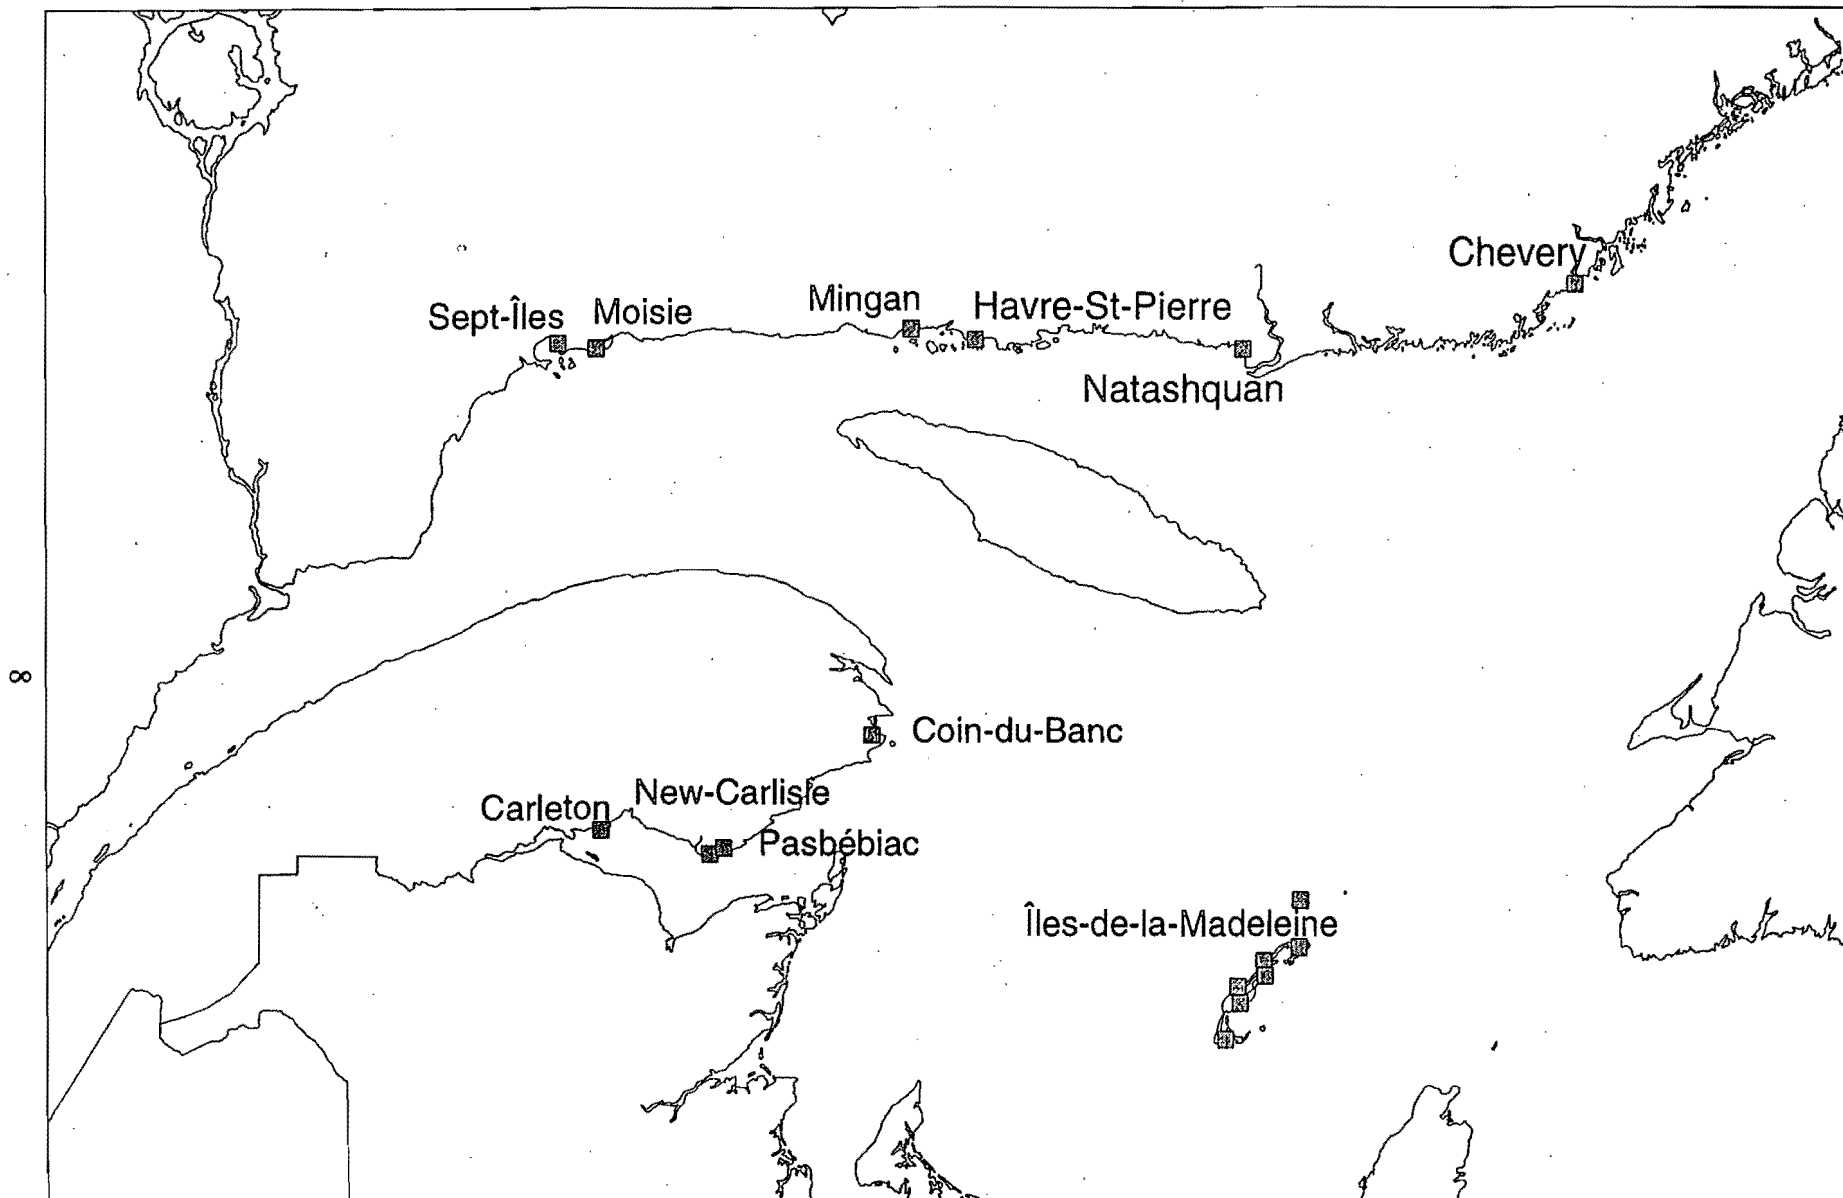 Chevery
Sept-Îles
Moisie
Mingan
Havre-St-Pierre
Natashquan
8
Coin-du-Banc
New-Carlisle
Carleton
Pasbébiac
Îles-de-la-Madeleine